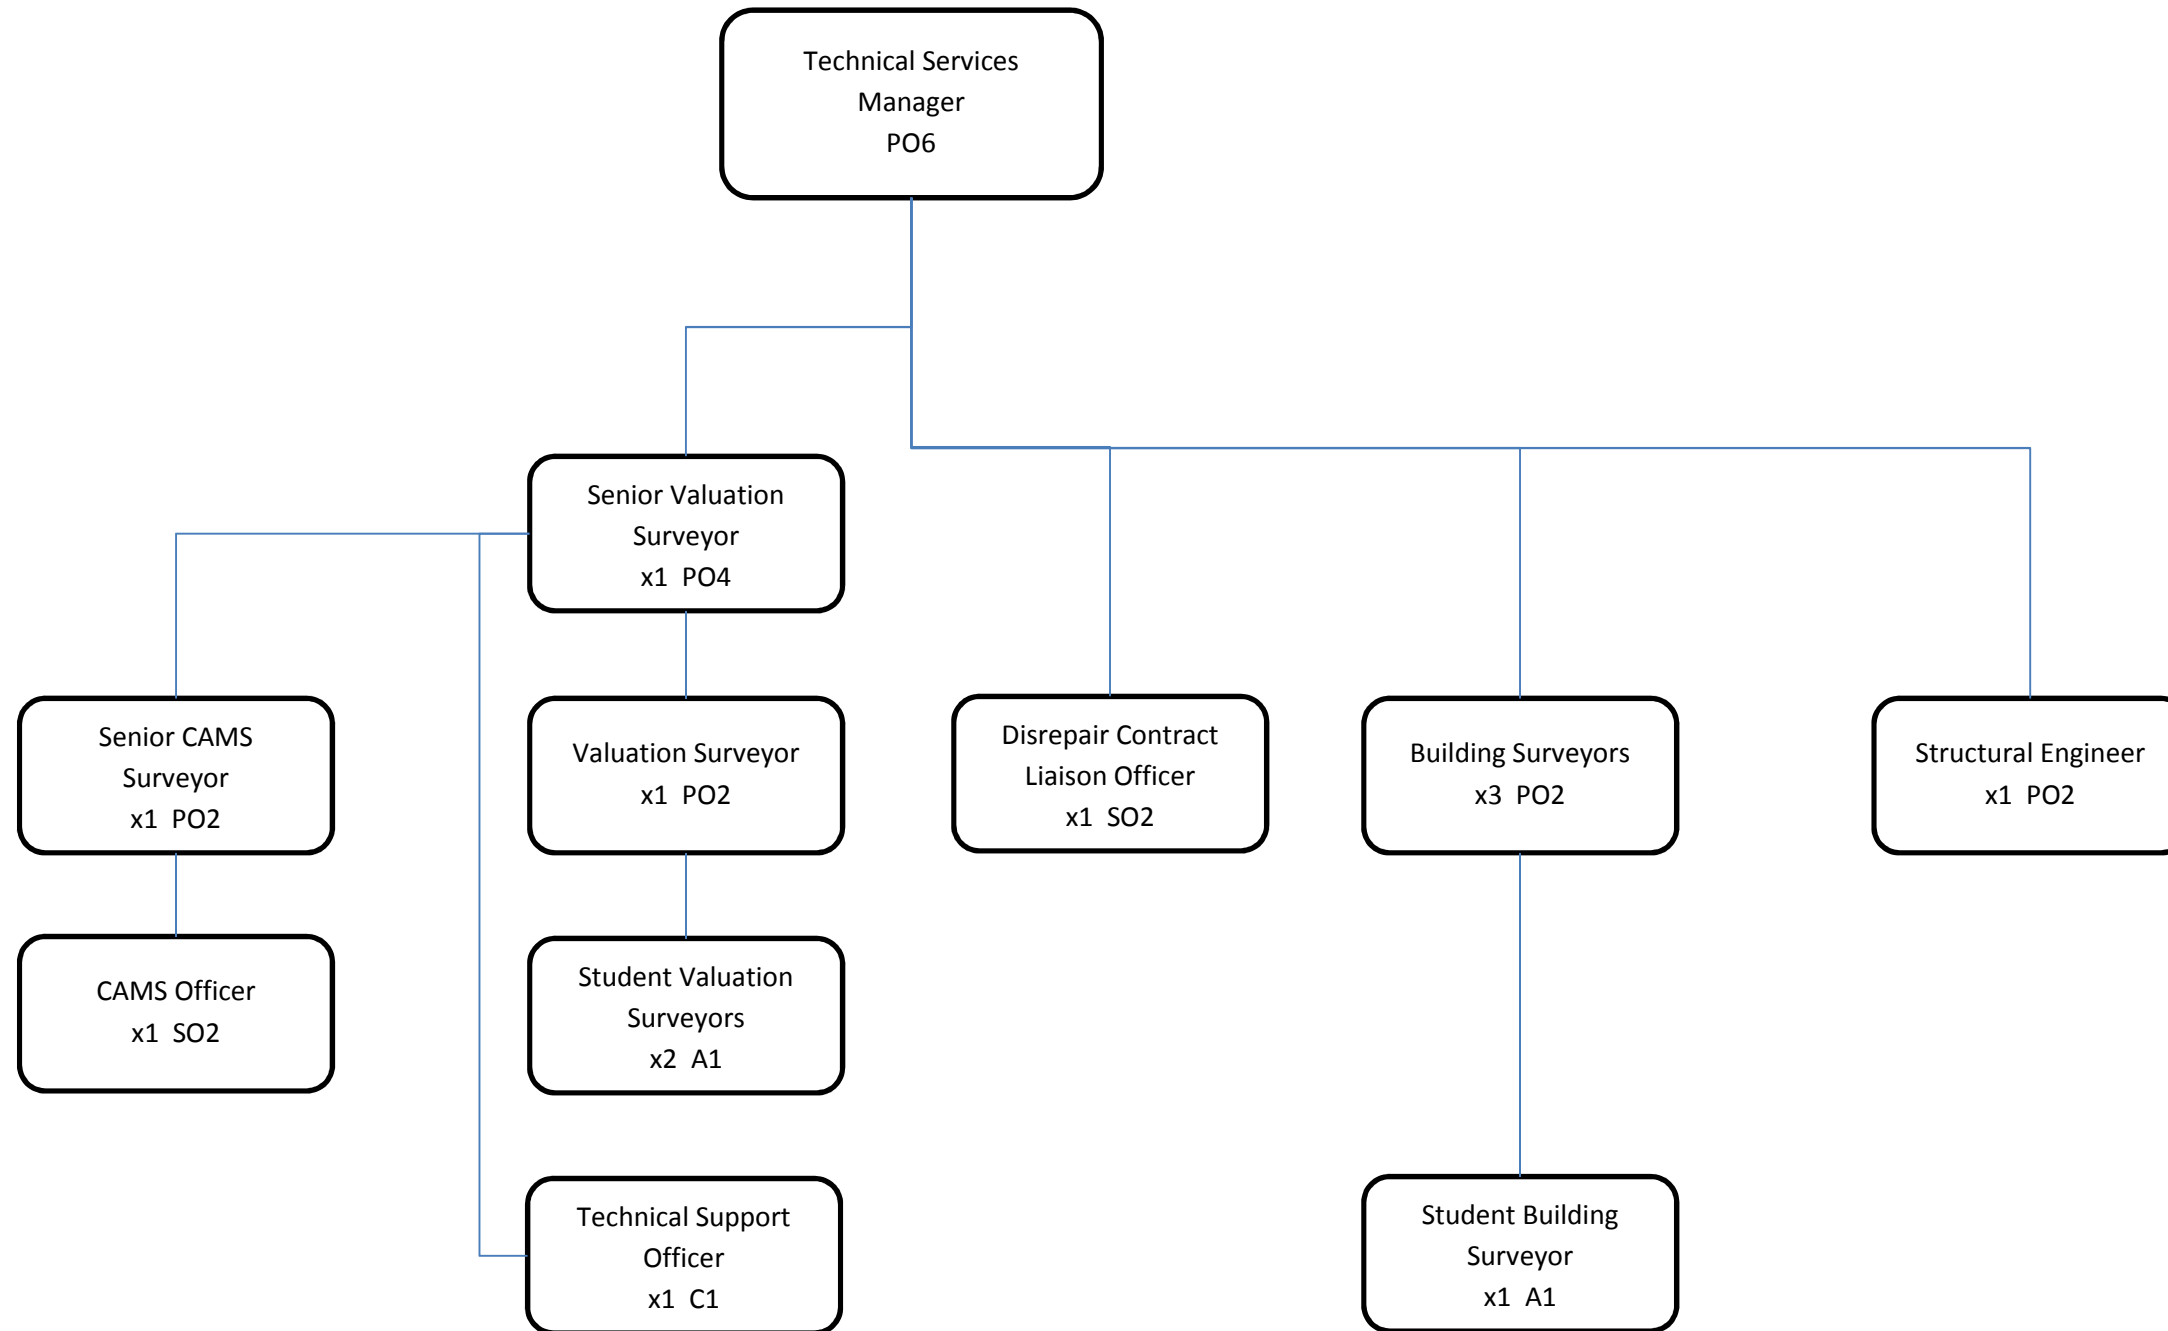 Technical Services
Manager
PO6
Senior Valuation
Surveyor
x1 PO4
Senior CAMS
Surveyor
x1 PO2
Valuation Surveyor
x1 PO2
Disrepair Contract
Liaison Officer
x1 SO2
Building Surveyors
x3 PO2
Structural Engineer
x1 PO2
CAMS Officer
x1 SO2
Student Valuation
Surveyors
x2 A1
Technical Support
Officer
x1 C1
Student Building
Surveyor
x1 A1